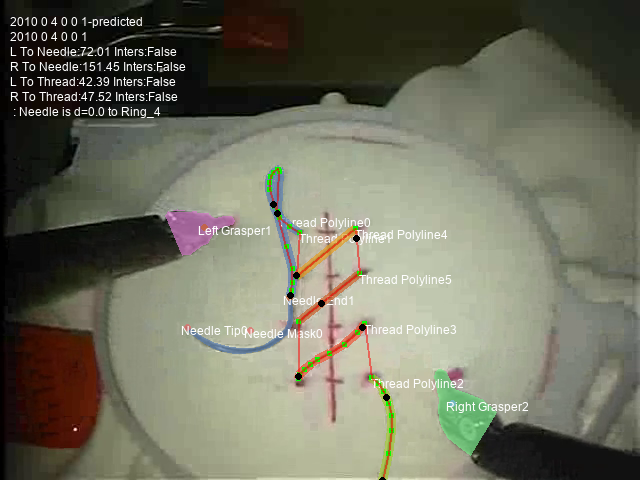 2010 0 4 0 0 1-predicted
2010 0 4 0 0 1
L To Needle:72.01 Inters:False
R To Needle:151.45 Inters:False
L To Thread:42.39 Inters:False
R To Thread:47.52 Inters:False
: Needle is d=0.0 to Ring_4
read Polyline0
Left Grasper1
Thread Polyline4
Thread
Thread Polyline5
Needle End1
Needle Tip0
Needle Mask0
Thread Polyline3
Thread Polyline2
Right Grasper2